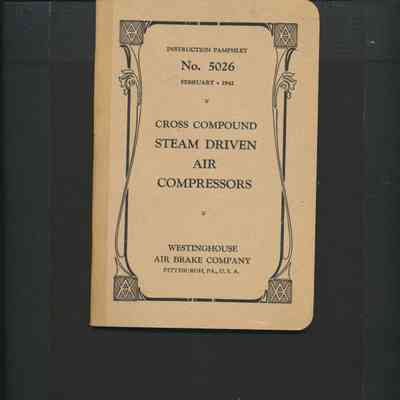 INSTRUCTION PAMPHLET
No. 5026
FEBRUARY • 1942
CROSS COMPOUND
STEAM DRIVEN
AIR
COMPRESSORS
WESTINGHOUSE
AIR BRAKE COMPANY
PITTSBURGH, PA., U. S. A.